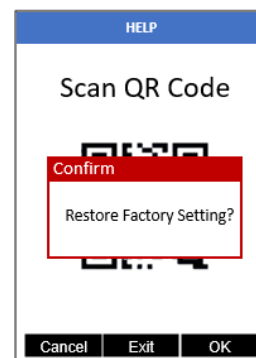 HELP
Scan QR Code
Confirm
Restore Factory Setting?
Cancel Exit OK